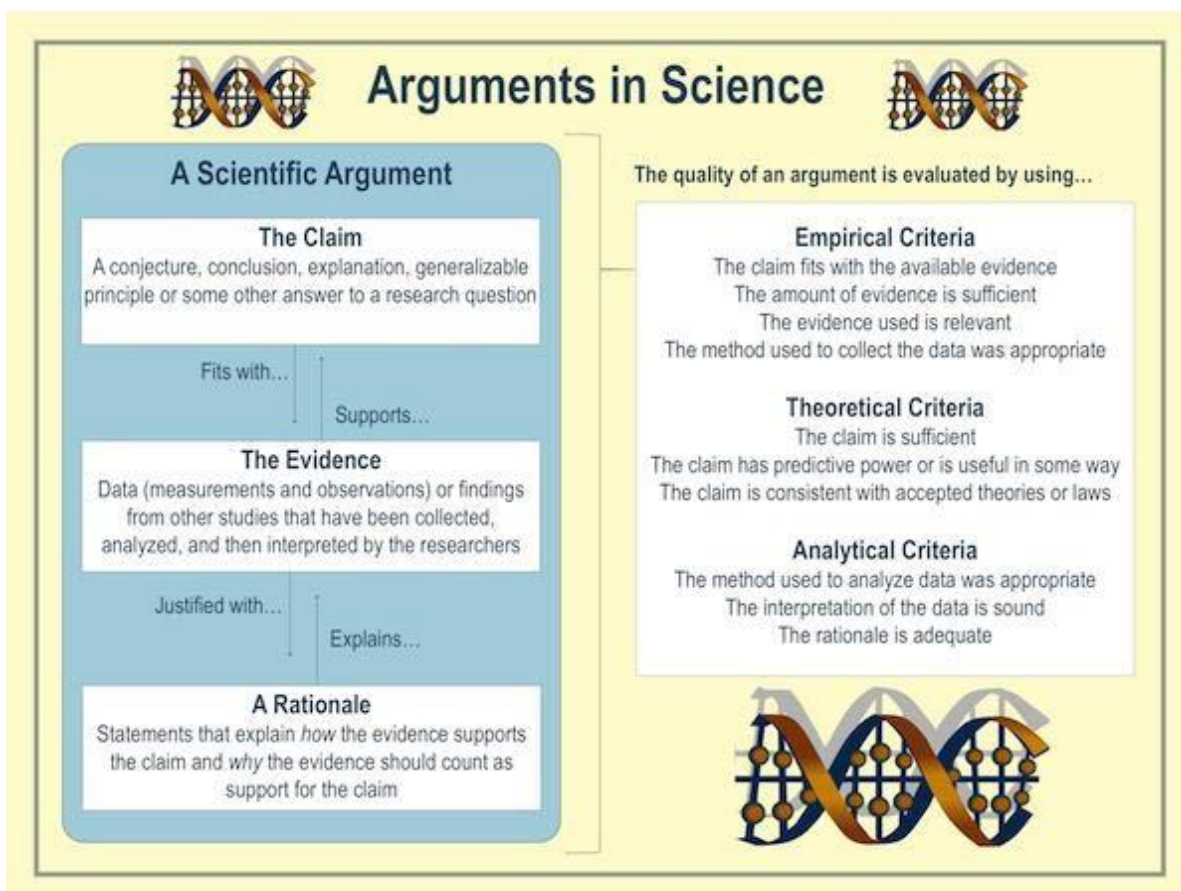 Arguments in Science
A Scientific Argument
The Claim
A conjecture, conclusion, explanation, generalizable
principle or some other answer to a research question
Fits with…
Supports…
The Evidence
Data (measurements and observations) or findings
from other studies that have been collected,
analyzed, and then interpreted by the researchers
Justified with…
Explains…
A Rationale
Statements that explain how the evidence supports
the claim and why the evidence should count as
support for the claim
The quality of an argument is evaluated by using…
Empirical Criteria
The claim fits with the available evidence
The amount of evidence is sufficient
The evidence used is relevant
The method used to collect the data was appropriate
Theoretical Criteria
The claim is sufficient
The claim has predictive power or is useful in some way
The claim is consistent with accepted theories or laws
Analytical Criteria
The method used to analyze data was appropriate
The interpretation of the data is sound
The rationale is adequate